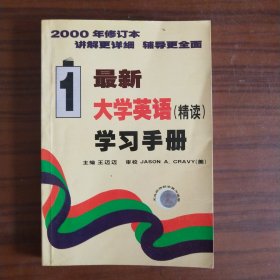 2000年修订本
讲解更详细 辅导更全面
1
最新
大学英语(精读)
学习手册
主编 王迈迈 审校 JASON A. CRAVY(美)